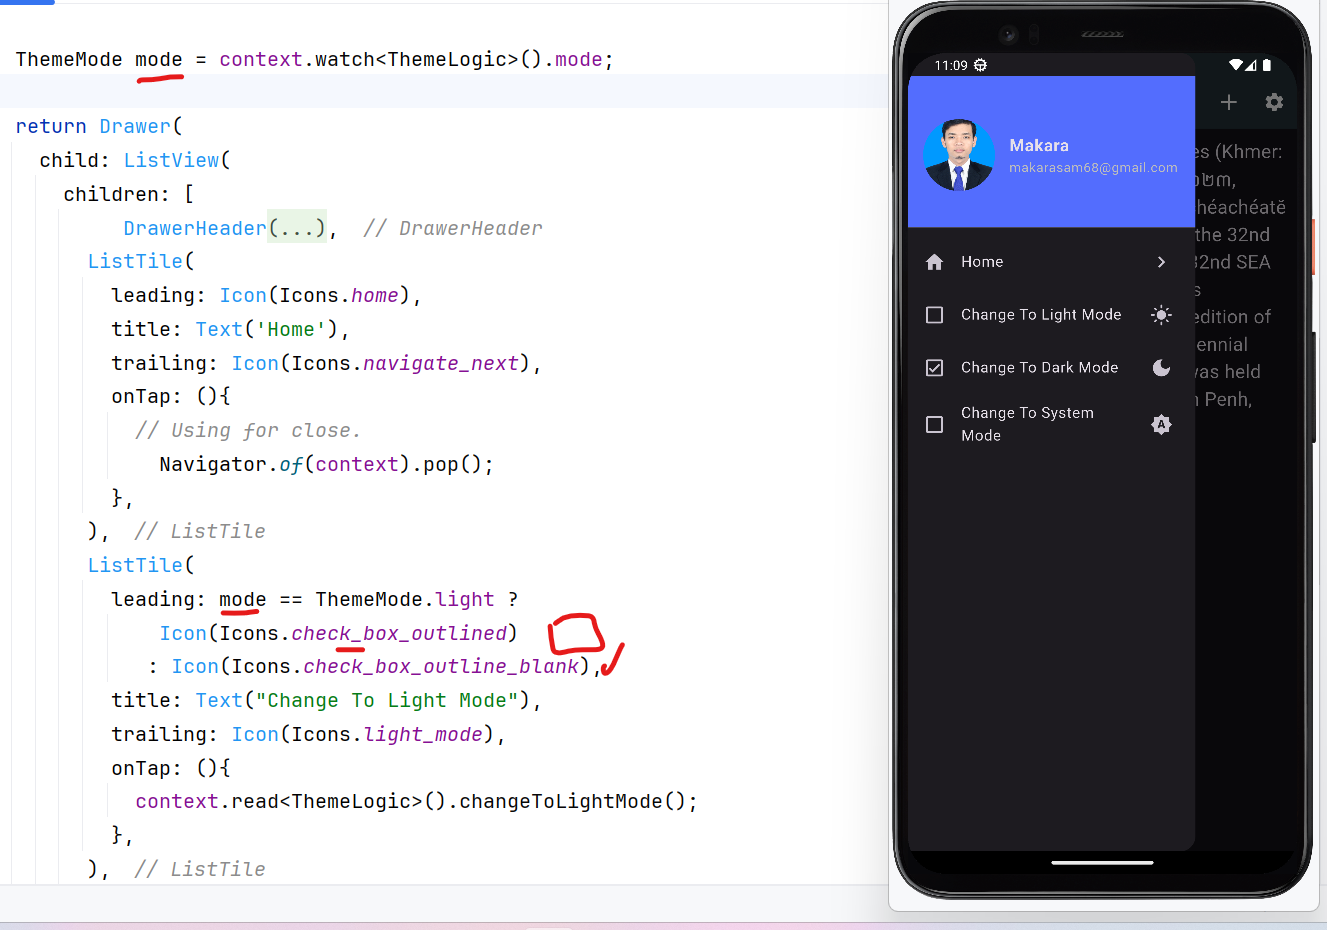 ThemeMode mode = context.watch<ThemeLogic>().mode;
return Drawer(
child: ListView(
children: [
DrawerHeader(...), // DrawerHeader
ListTile(
leading: Icon(Icons.home),
title: Text('Home'),
trailing: Icon(Icons.navigate_next),
onTap: (){
// Using for close.
Navigator.of(context).pop();
},
), // ListTile
ListTile(
leading: mode == ThemeMode.light ?
Icon(Icons.check_box_outlined)
: Icon(Icons.check_box_outline_blank),
title: Text("Change To Light Mode"),
trailing: Icon(Icons.light_mode),
onTap: (){
context.read<ThemeLogic>().changeToLightMode();
},
), // ListTile
11:09
Makara
makarasam68@gmail.com
Home
Change To Light Mode
Change To Dark Mode
Change To System
Mode
A
es (Khmer:
héachéatě
the 32nd
32nd SEA
s
edition of
ennial
vas held
Penh,